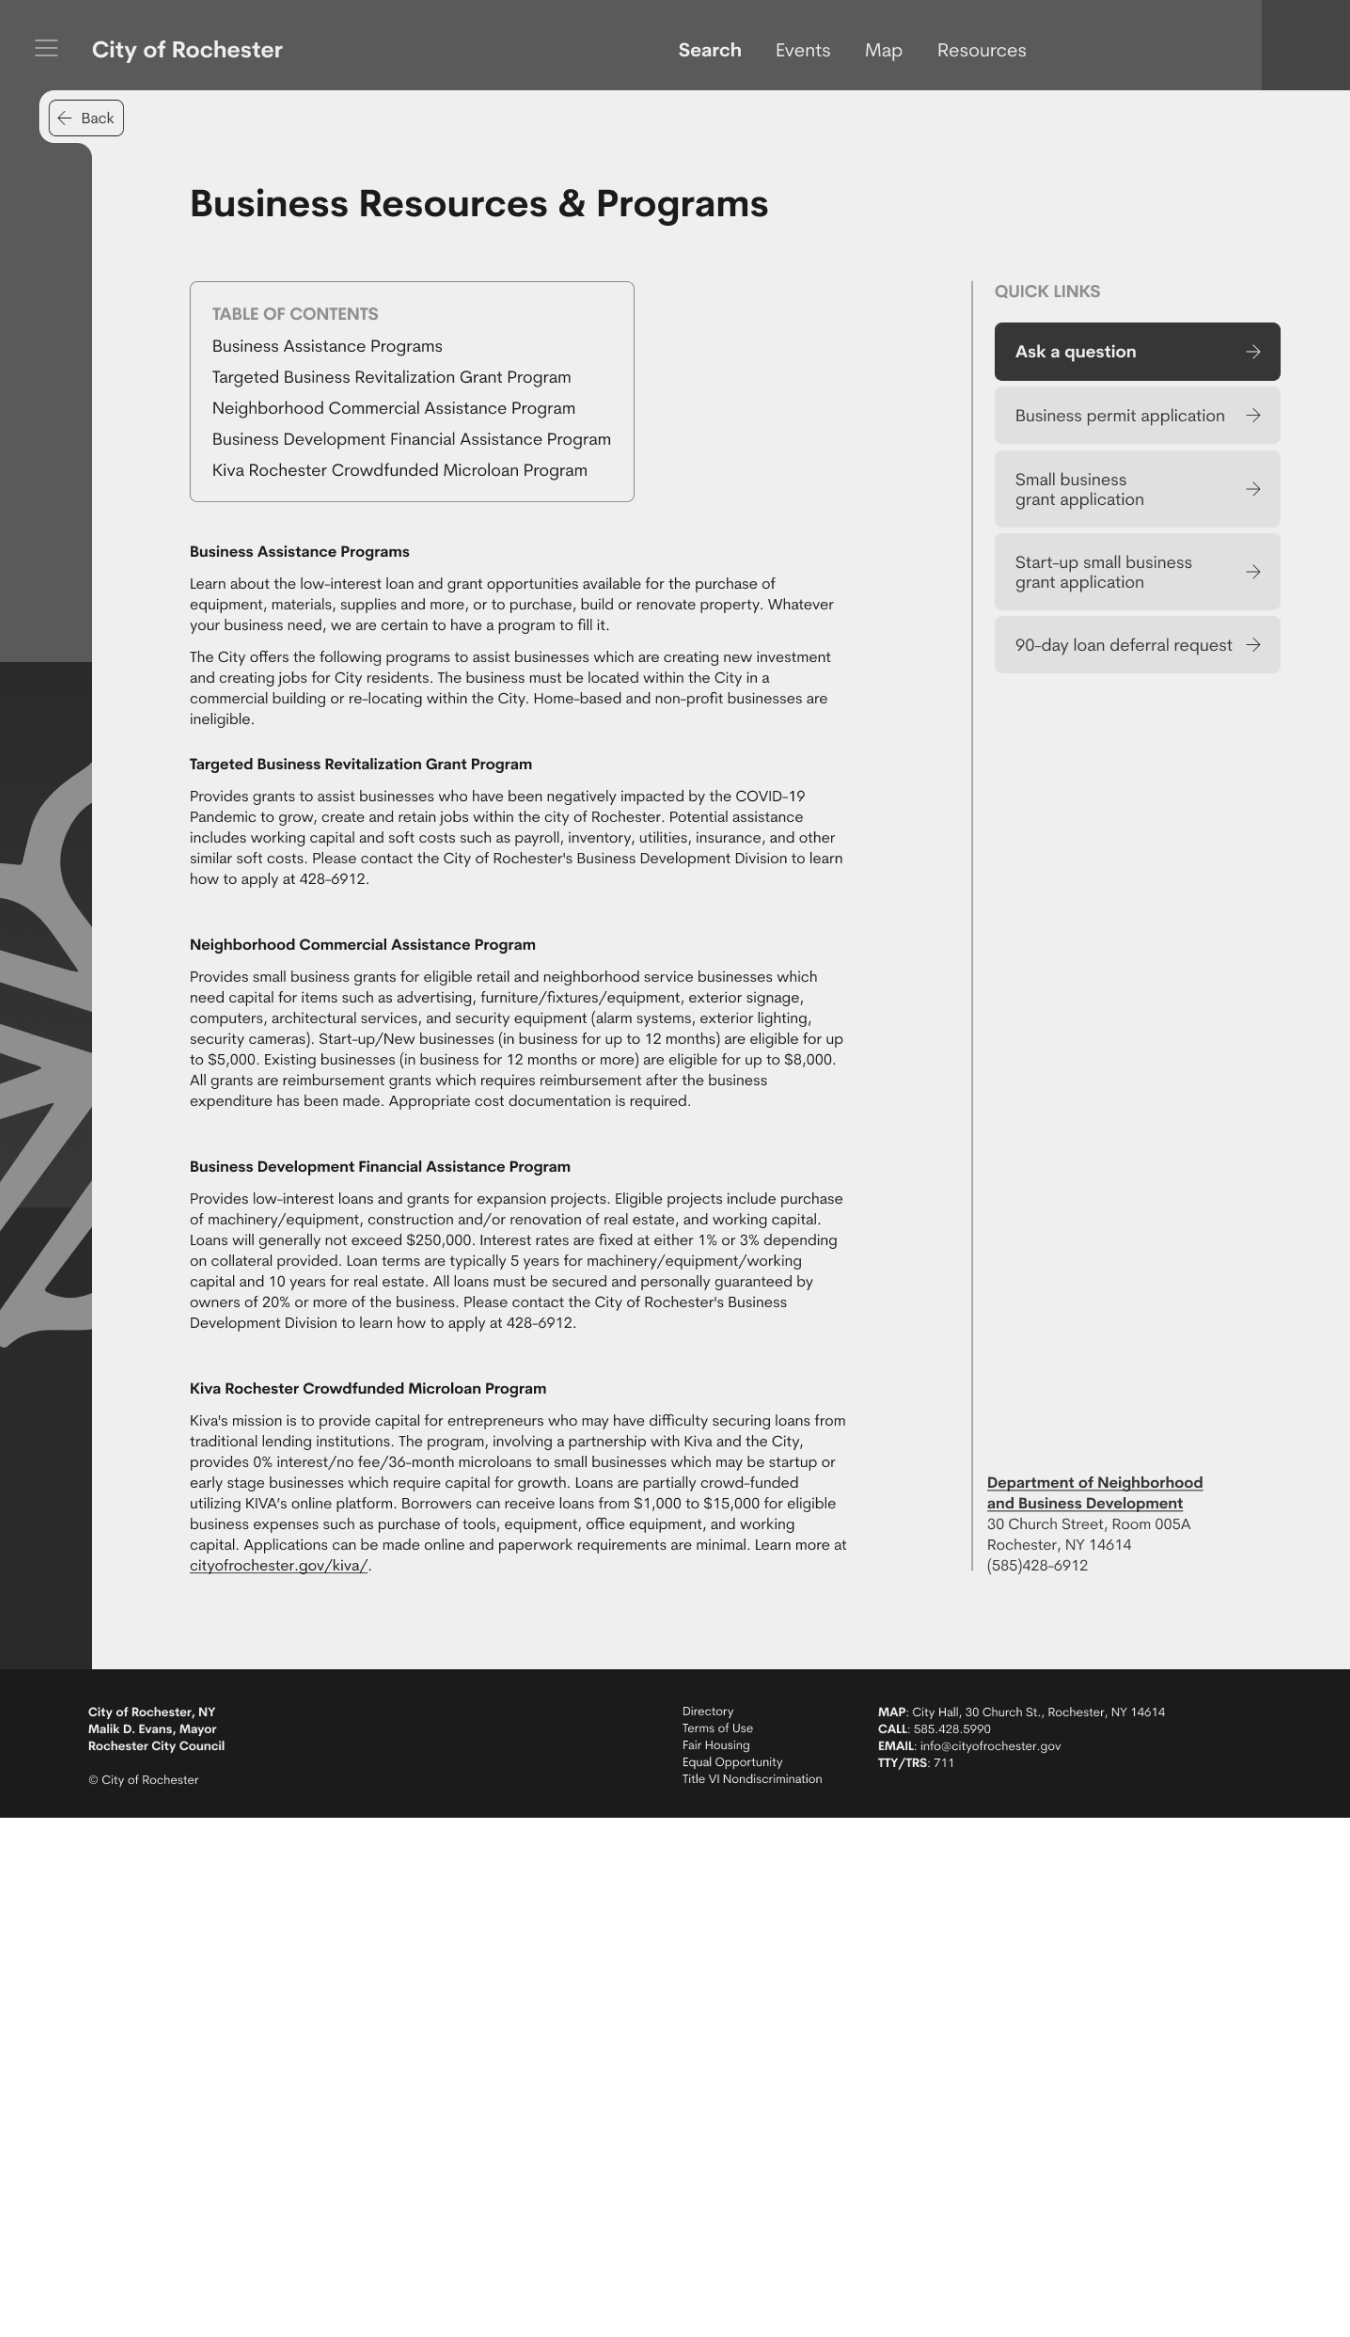 City of Rochester
Search Events Map Resources
Back
Business Resources & Programs
TABLE OF CONTENTS
Business Assistance Programs
Targeted Business Revitalization Grant Program
Neighborhood Commercial Assistance Program
Business Development Financial Assistance Program
Kiva Rochester Crowdfunded Microloan Program
Business Assistance Programs
Learn about the low-interest loan and grant opportunities available for the purchase of
equipment, materials, supplies and more, or to purchase, build or renovate property. Whatever
your business need, we are certain to have a program to fill it.
The City offers the following programs to assist businesses which are creating new investment
and creating jobs for City residents. The business must be located within the City in a
commercial building or re-locating within the City. Home-based and non-profit businesses are
ineligible.
Targeted Business Revitalization Grant Program
Provides grants to assist businesses who have been negatively impacted by the COVID-19
Pandemic to grow, create and retain jobs within the city of Rochester. Potential assistance
includes working capital and soft costs such as payroll, inventory, utilities, insurance, and other
similar soft costs. Please contact the City of Rochester's Business Development Division to learn
how to apply at 428-6912.
Neighborhood Commercial Assistance Program
Provides small business grants for eligible retail and neighborhood service businesses which
need capital for items such as advertising, furniture/fixtures/equipment, exterior signage,
computers, architectural services, and security equipment (alarm systems, exterior lighting,
security cameras). Start-up/New businesses (in business for up to 12 months) are eligible for up
to $5,000. Existing businesses (in business for 12 months or more) are eligible for up to $8,000.
All grants are reimbursement grants which requires reimbursement after the business
expenditure has been made. Appropriate cost documentation is required.
Business Development Financial Assistance Program
Provides low-interest loans and grants for expansion projects. Eligible projects include purchase
of machinery/equipment, construction and/or renovation of real estate, and working capital.
Loans will generally not exceed $250,000. Interest rates are fixed at either 1% or 3% depending
on collateral provided. Loan terms are typically 5 years for machinery/equipment/working
capital and 10 years for real estate. All loans must be secured and personally guaranteed by
owners of 20% or more of the business. Please contact the City of Rochester's Business
Development Division to learn how to apply at 428-6912.
Kiva Rochester Crowdfunded Microloan Program
Kiva's mission is to provide capital for entrepreneurs who may have difficulty securing loans from
traditional lending institutions. The program, involving a partnership with Kiva and the City,
provides 0% interest/no fee/36-month microloans to small businesses which may be startup or
early stage businesses which require capital for growth. Loans are partially crowd-funded
utilizing KIVA's online platform. Borrowers can receive loans from $1,000 to $15,000 for eligible
business expenses such as purchase of tools, equipment, office equipment, and working
capital. Applications can be made online and paperwork requirements are minimal. Learn more at
cityofrochester.gov/kiva/.
QUICK LINKS
Ask a question
Business permit application
Small business
grant application
Start-up small business
grant application
90-day loan deferral request
Department of Neighborhood
and Business Development
30 Church Street, Room 005A
Rochester, NY 14614
(585)428-6912
City of Rochester, NY
Malik D. Evans, Mayor
Rochester City Council
© City of Rochester
Directory
Terms of Use
Fair Housing
Equal Opportunity
Title VI Nondiscrimination
MAP: City Hall, 30 Church St., Rochester, NY 14614
CALL: 585.428.5990
EMAIL: info@cityofrochester.gov
TTY/TRS: 711